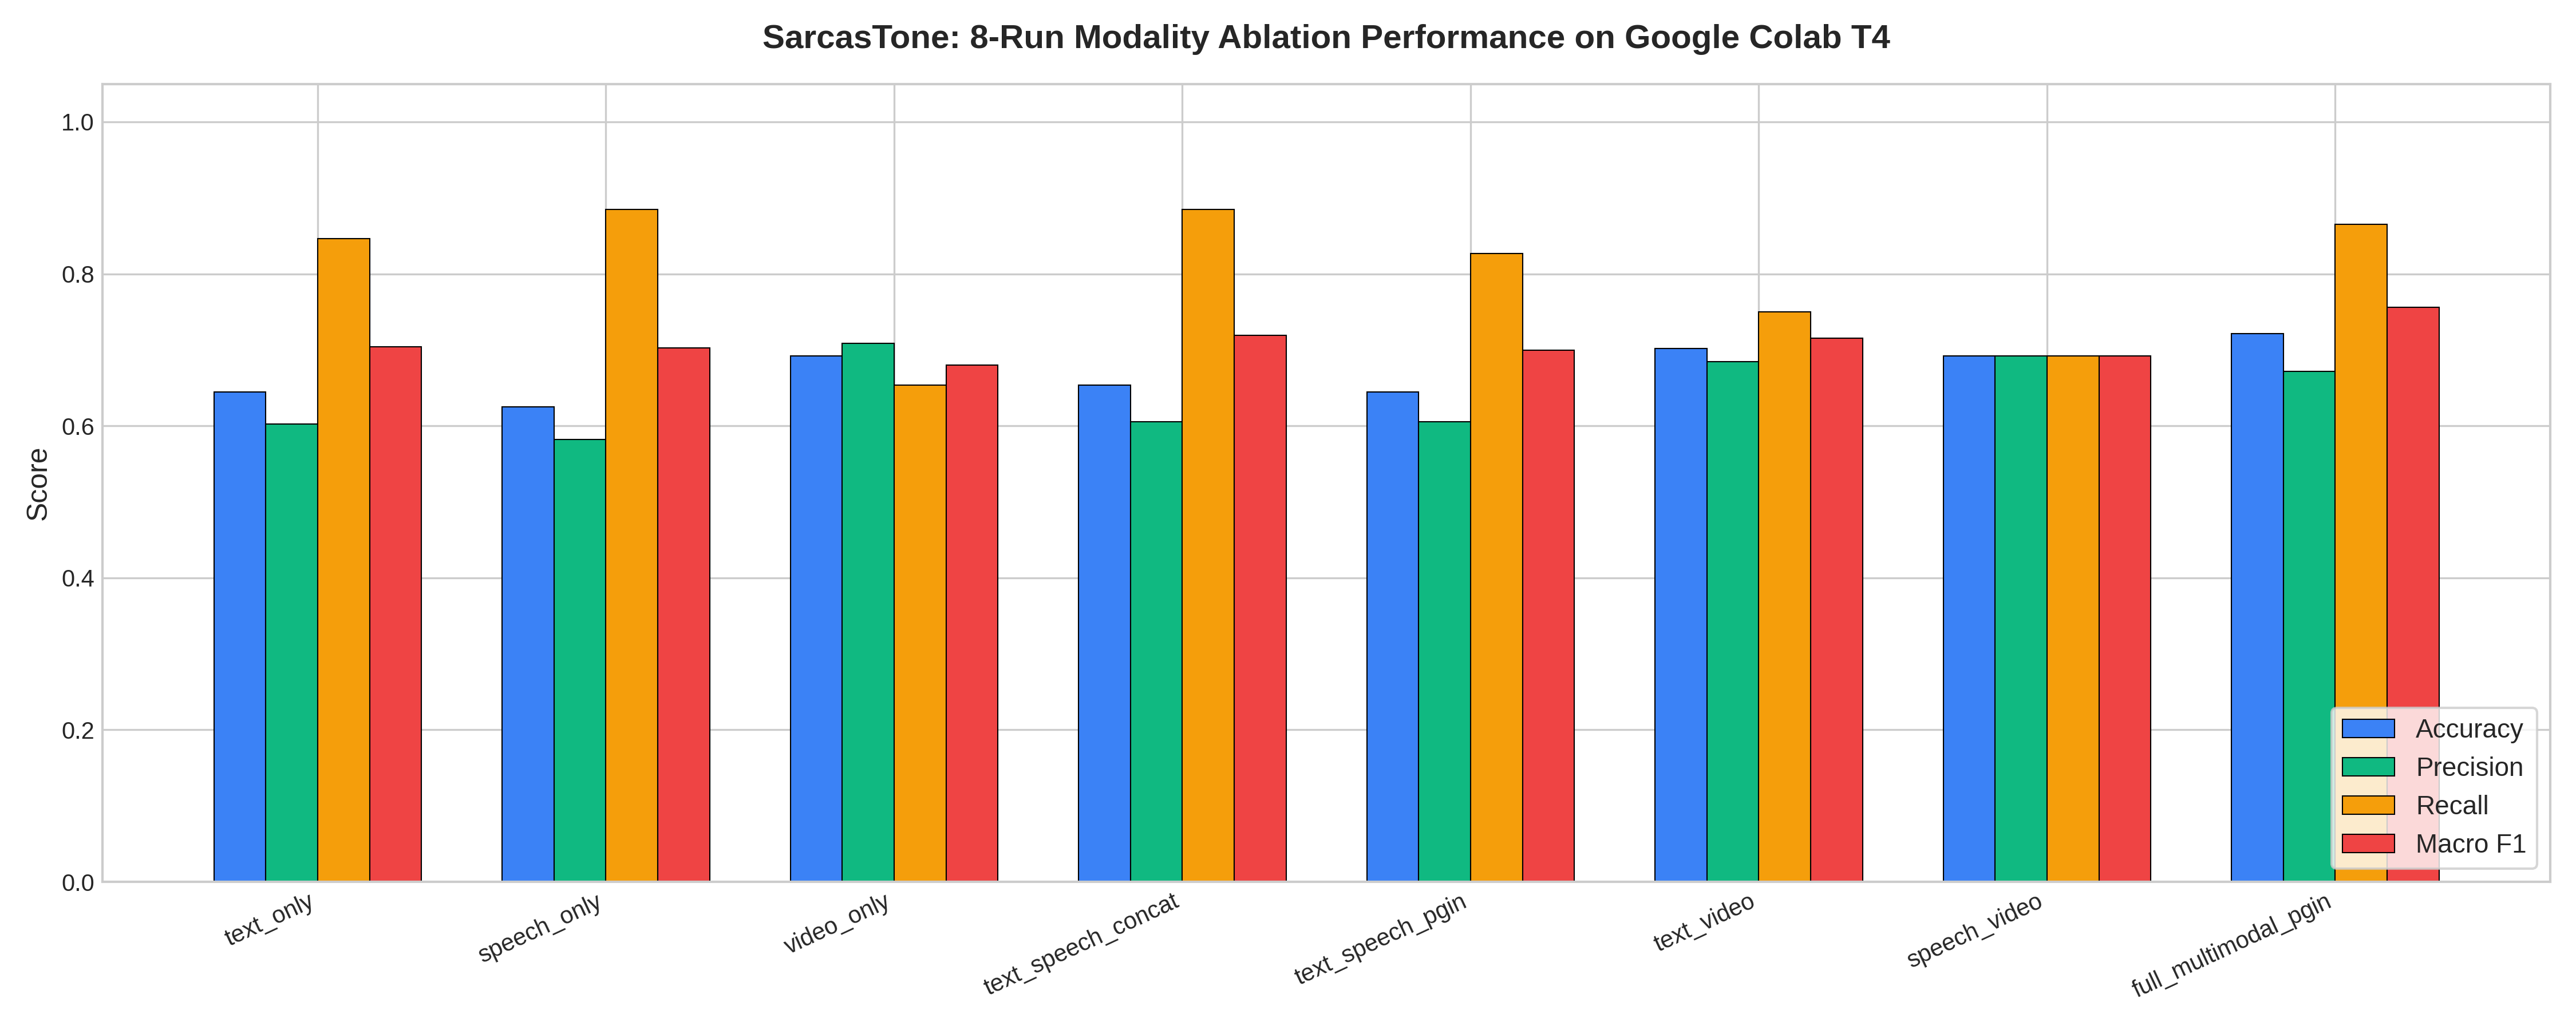 SarcasTone: 8-Run Modality Ablation Performance on Google Colab T4
Score
1.0
0.8
0.6
0.4
0.2
0.0
text_only
speech_only
video_only
text_speech_concat
text_speech_pgin
text_video
speech_video
full_multimodal_pgin
Accuracy
Precision
Recall
Macro F1